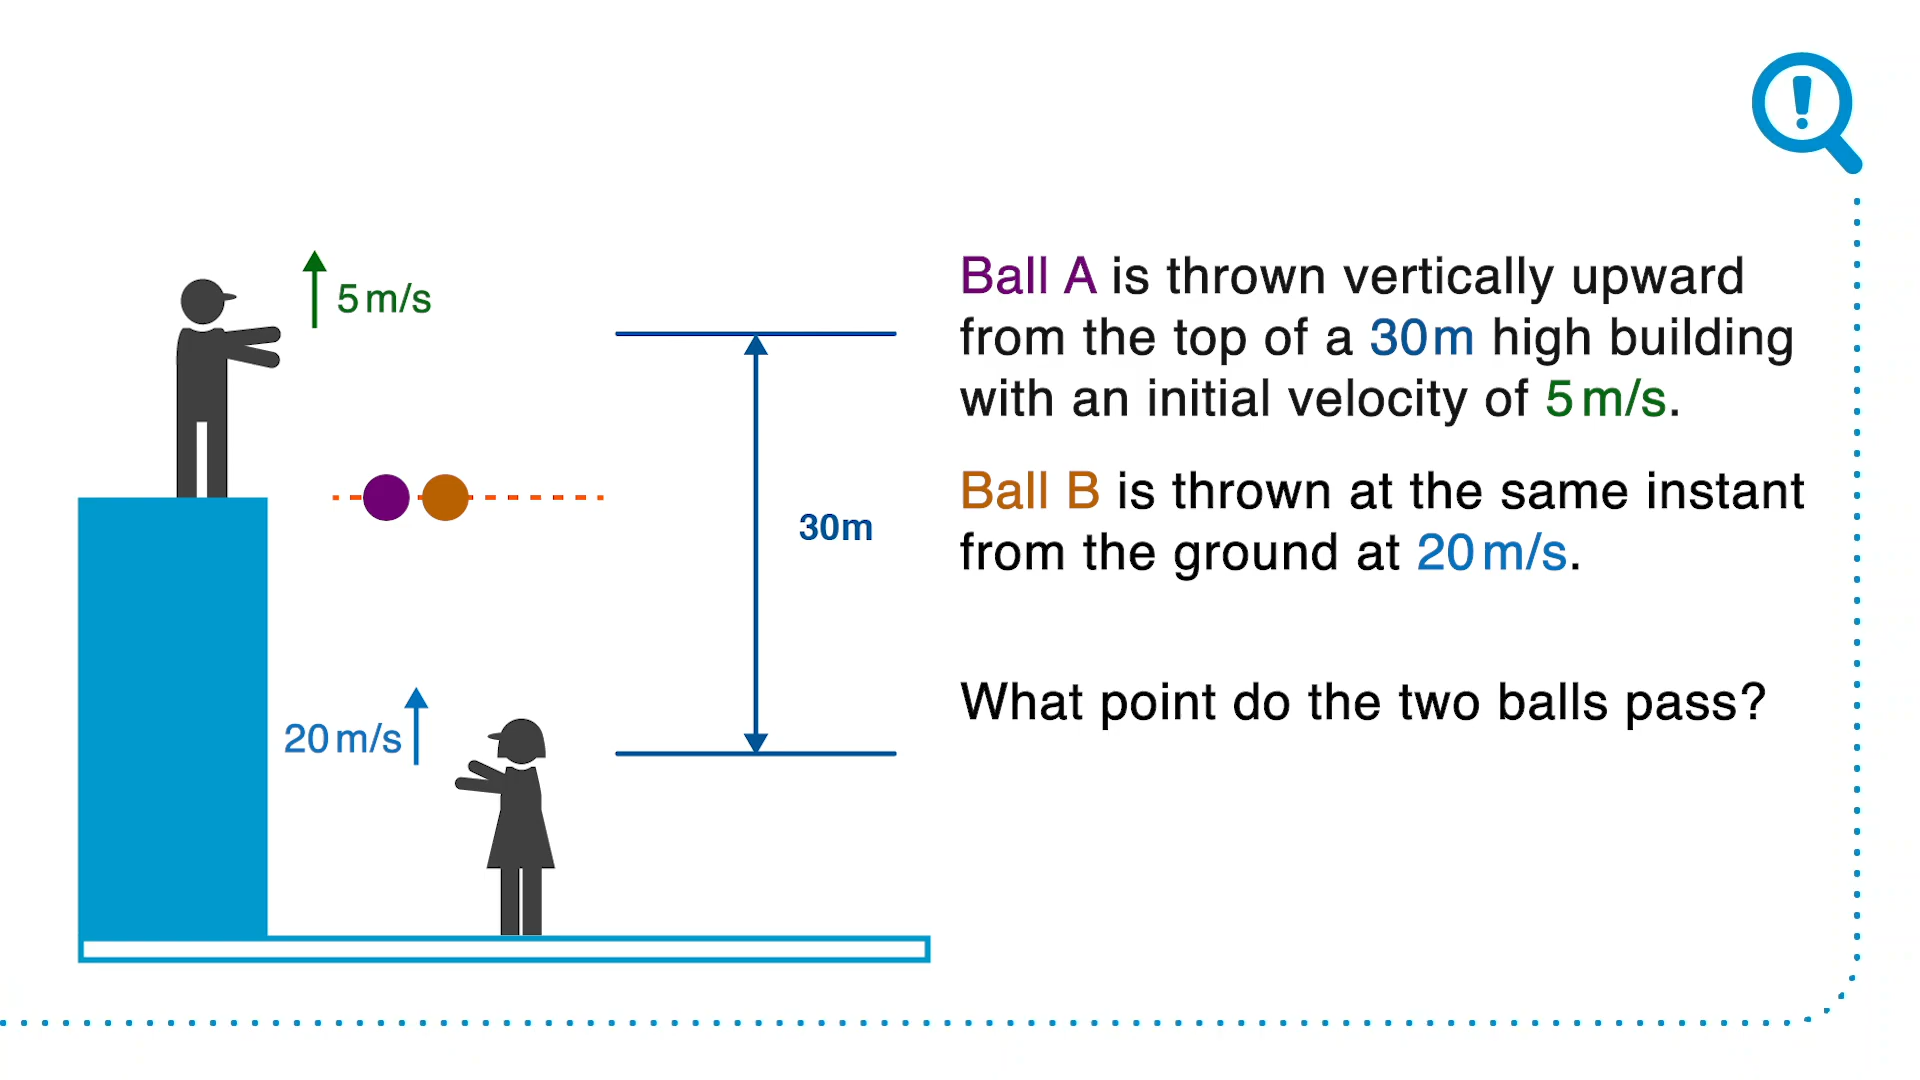 5 m/s
Ball A is thrown vertically upward
from the top of a 30 m high building
with an initial velocity of 5 m/s.
Ball B is thrown at the same instant
from the ground at 20 m/s.
30m
20 m/s
What point do the two balls pass?